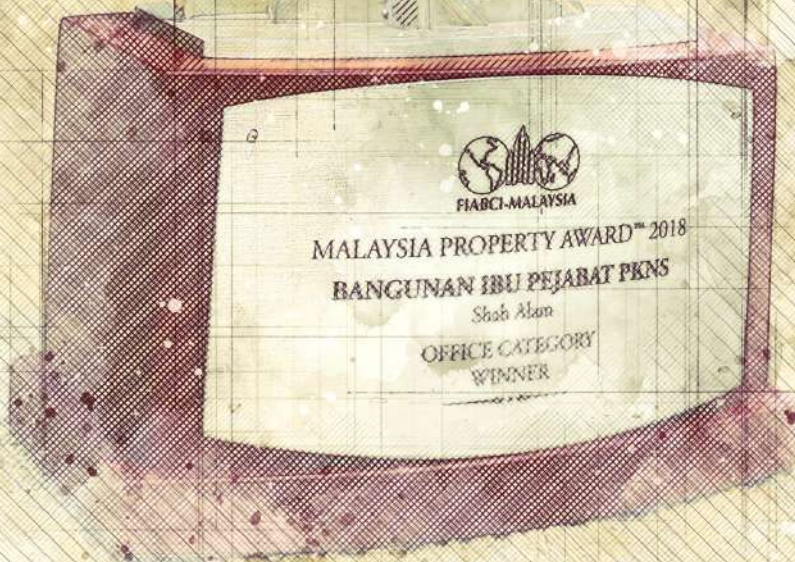 FIABCI-MALAYSIA
MALAYSIA PROPERTY AWARD™ 2018
BANGUNAN IBU PEJABAT PKNS
Shah Alam
OFFICE CATEGORY
WINNER